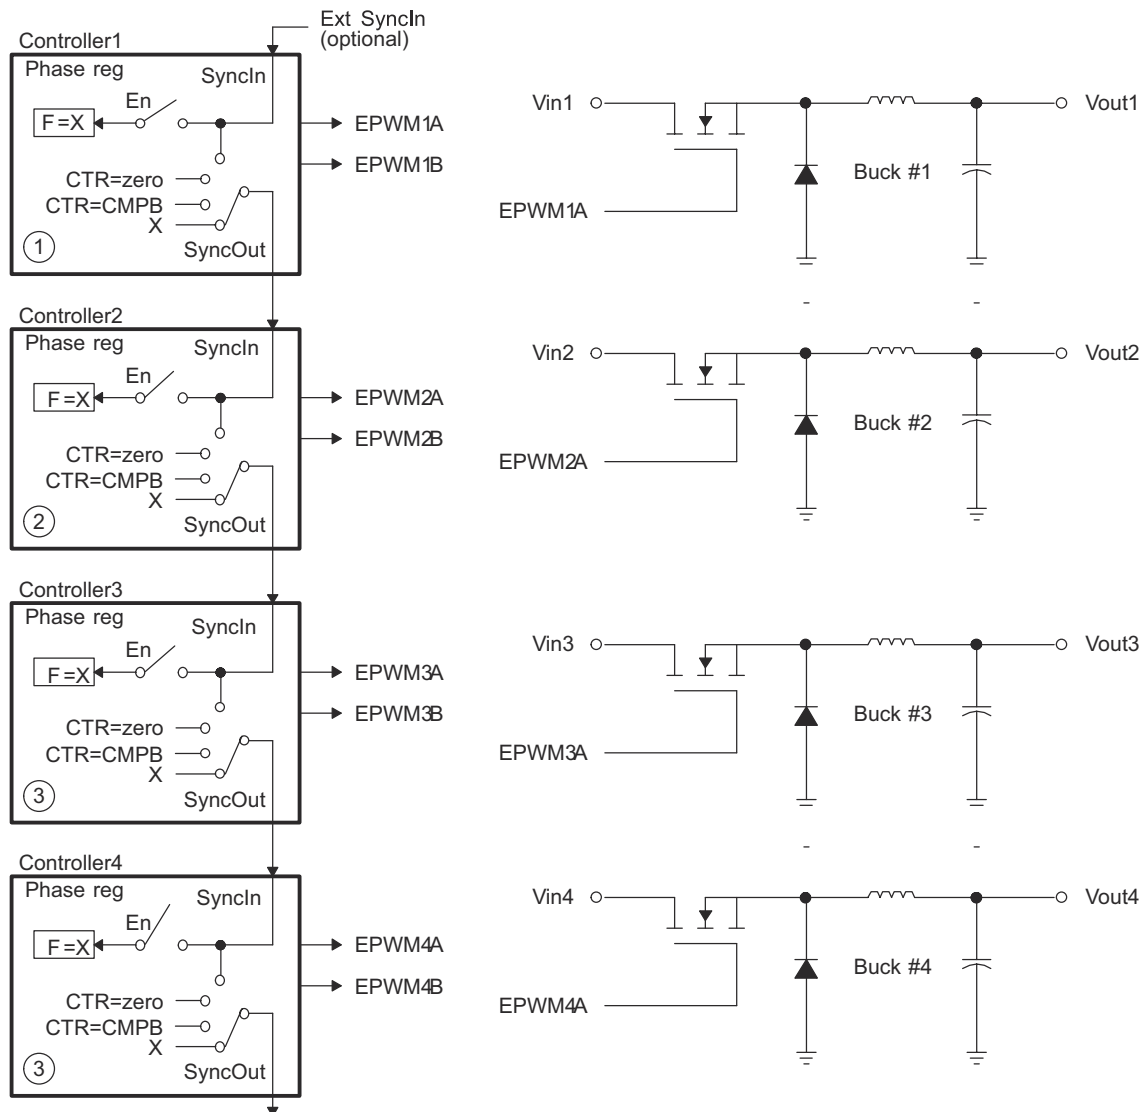 Ext SyncIn
(optional)
Controller1
Phase reg
SyncIn
En
F=X
CTR=zero
CTR=CMPB
X
SyncOut
1
EPWM1A
EPWM1B
Vin1
Vout1
Buck #1
EPWM1A
Controller2
Phase reg
SyncIn
En
F=X
CTR=zero
CTR=CMPB
X
SyncOut
2
EPWM2A
EPWM2B
Vin2
Vout2
Buck #2
EPWM2A
Controller3
Phase reg
SyncIn
En
F=X
CTR=zero
CTR=CMPB
X
SyncOut
3
EPWM3A
EPWM3B
Vin3
Vout3
Buck #3
EPWM3A
Controller4
Phase reg
SyncIn
En
F=X
CTR=zero
CTR=CMPB
X
SyncOut
3
EPWM4A
EPWM4B
Vin4
Vout4
Buck #4
EPWM4A